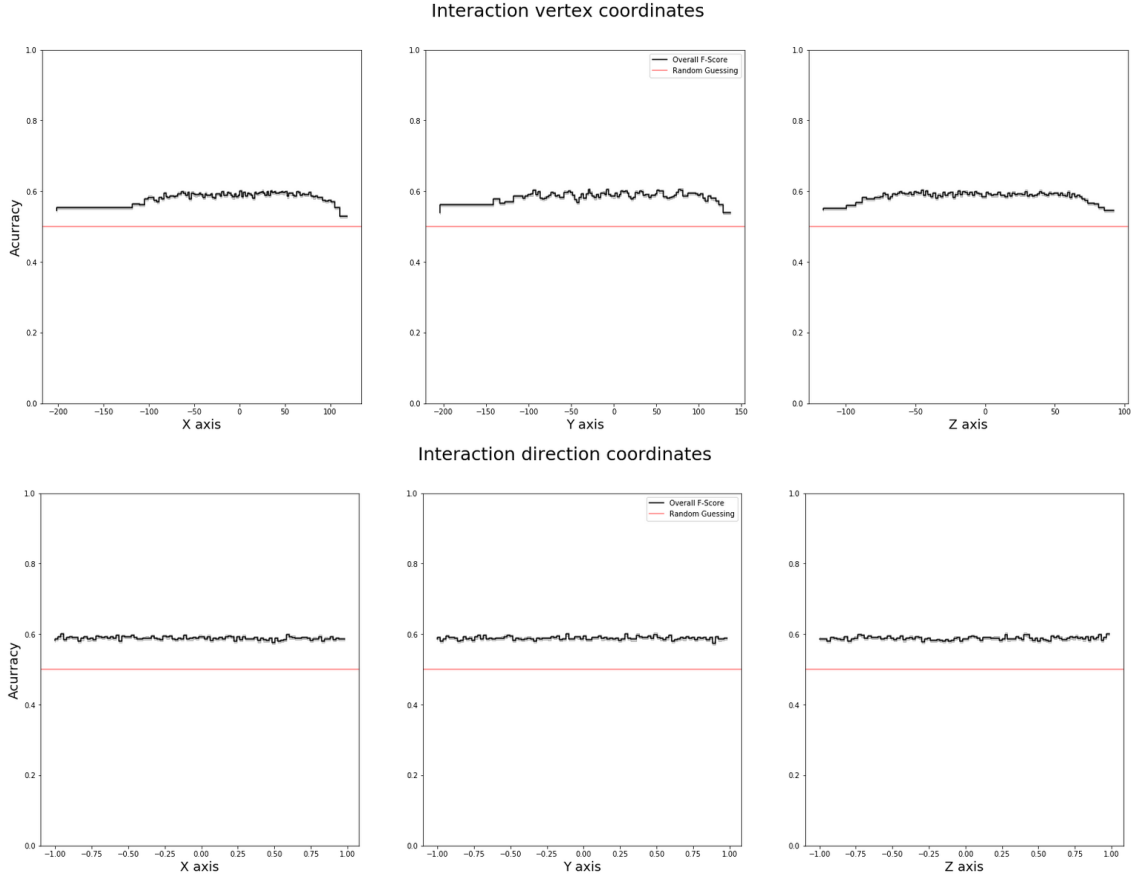 Interaction vertex coordinates
Acurracy
1.0
0.8
0.6
0.4
0.2
0.0
−200 −150 −100 −50 0 50 100
X axis
Overall F-Score
Random Guessing
1.0
0.8
0.6
0.4
0.2
0.0
−200 −150 −100 −50 0 50 100 150
Y axis
1.0
0.8
0.6
0.4
0.2
0.0
−100 −50 0 50 100
Z axis
Interaction direction coordinates
Acurracy
1.0
0.8
0.6
0.4
0.2
0.0
−1.00 −0.75 −0.50 −0.25 0.00 0.25 0.50 0.75 1.00
X axis
Overall F-Score
Random Guessing
1.0
0.8
0.6
0.4
0.2
0.0
−1.00 −0.75 −0.50 −0.25 0.00 0.25 0.50 0.75 1.00
Y axis
1.0
0.8
0.6
0.4
0.2
0.0
−1.00 −0.75 −0.50 −0.25 0.00 0.25 0.50 0.75 1.00
Z axis